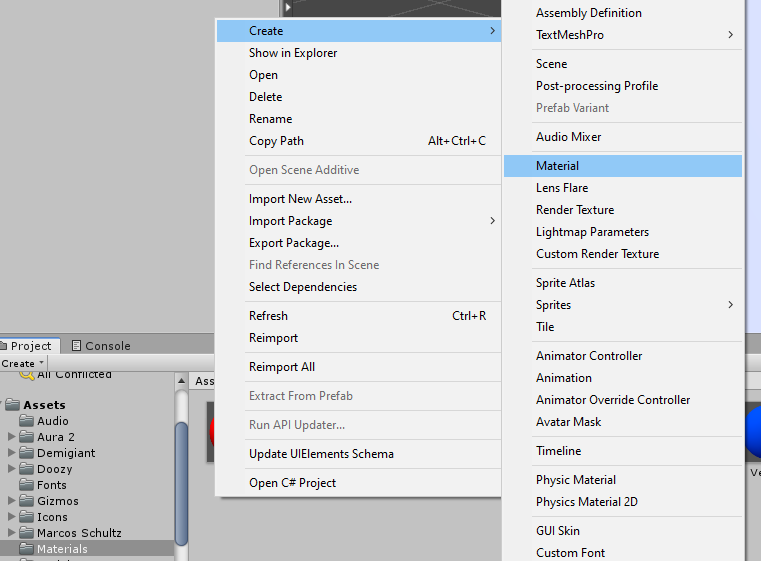 Create
Show in Explorer
Open
Delete
Rename
Copy Path Alt+Ctrl+C
Open Scene Additive
Import New Asset...
Import Package
Export Package...
Find References In Scene
Select Dependencies
Refresh Ctrl+R
Reimport
Reimport All
Extract From Prefab
Run API Updater...
Update UIElements Schema
Open C# Project
Assembly Definition
TextMeshPro
Scene
Post-processing Profile
Prefab Variant
Audio Mixer
Material
Lens Flare
Render Texture
Lightmap Parameters
Custom Render Texture
Sprite Atlas
Sprites
Tile
Animator Controller
Animation
Animator Override Controller
Avatar Mask
Timeline
Physic Material
Physics Material 2D
GUI Skin
Custom Font
Project Console
Create
All Conflicted
Assets
Audio
Aura 2
Demigiant
Doozy
Fonts
Gizmos
Icons
Marcos Schultz
Materials
Ass
Ve